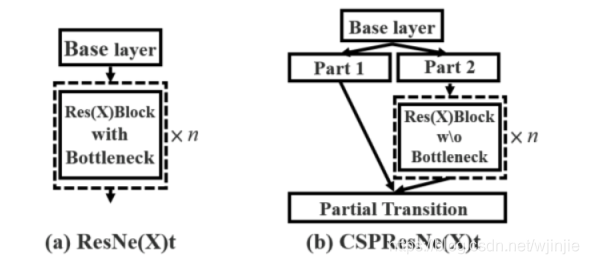 Base layer
Res(X)Block
with
Bottleneck
× n
(a) ResNe(X)t
Base layer
Part 1
Part 2
Res(X)Block
w\o
Bottleneck
× n
Partial Transition
(b) CSPResNe(X)t
https://blog.csdn.net/wjinjie